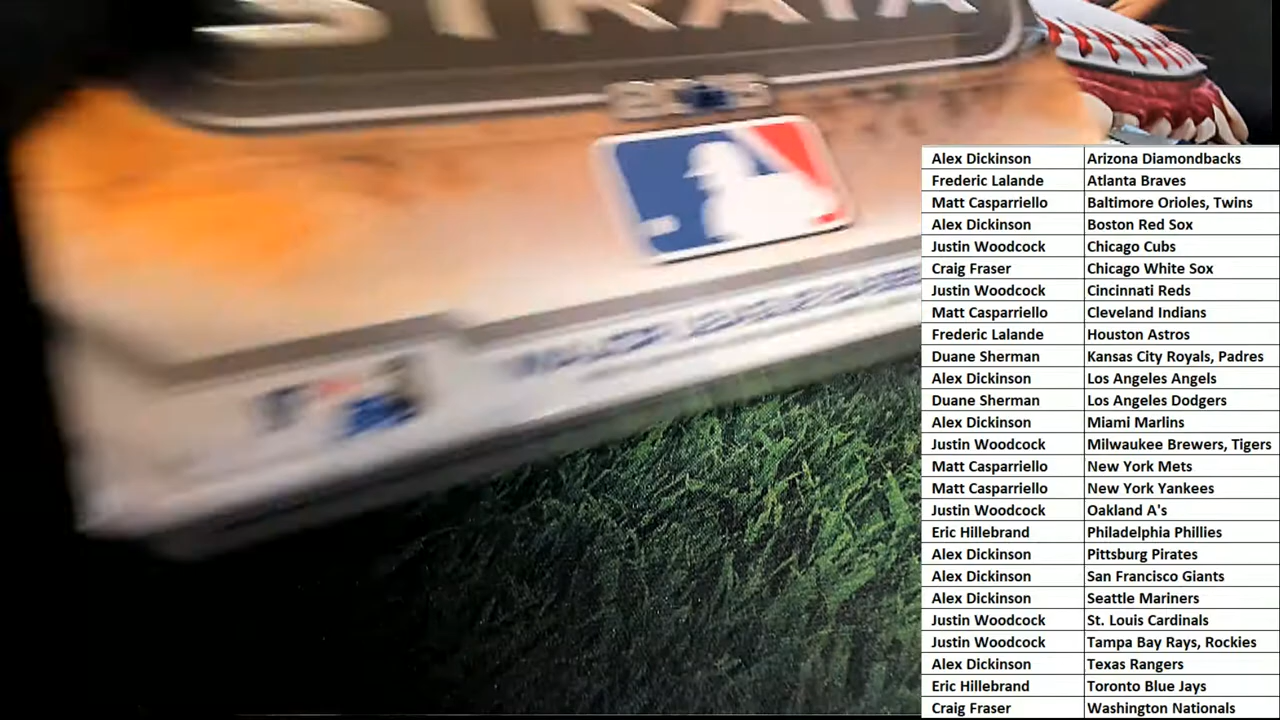 STRATA
MAJOR LEAGUE BASEBALL
Alex Dickinson Arizona Diamondbacks
Frederic Lalande Atlanta Braves
Matt Casparriello Baltimore Orioles, Twins
Alex Dickinson Boston Red Sox
Justin Woodcock Chicago Cubs
Craig Fraser Chicago White Sox
Justin Woodcock Cincinnati Reds
Matt Casparriello Cleveland Indians
Frederic Lalande Houston Astros
Duane Sherman Kansas City Royals, Padres
Alex Dickinson Los Angeles Angels
Duane Sherman Los Angeles Dodgers
Alex Dickinson Miami Marlins
Justin Woodcock Milwaukee Brewers, Tigers
Matt Casparriello New York Mets
Matt Casparriello New York Yankees
Justin Woodcock Oakland A's
Eric Hillebrand Philadelphia Phillies
Alex Dickinson Pittsburg Pirates
Alex Dickinson San Francisco Giants
Alex Dickinson Seattle Mariners
Justin Woodcock St. Louis Cardinals
Justin Woodcock Tampa Bay Rays, Rockies
Alex Dickinson Texas Rangers
Eric Hillebrand Toronto Blue Jays
Craig Fraser Washington Nationals